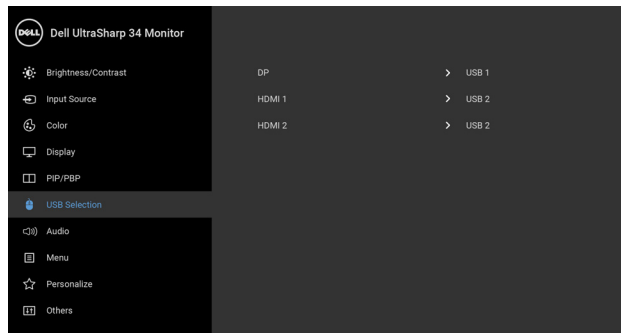 DELL Dell UltraSharp 34 Monitor
Brightness/Contrast DP USB 1
Input Source HDMI 1 USB 2
Color HDMI 2 USB 2
Display
PIP/PBP
USB Selection
Audio
Menu
Personalize
Others